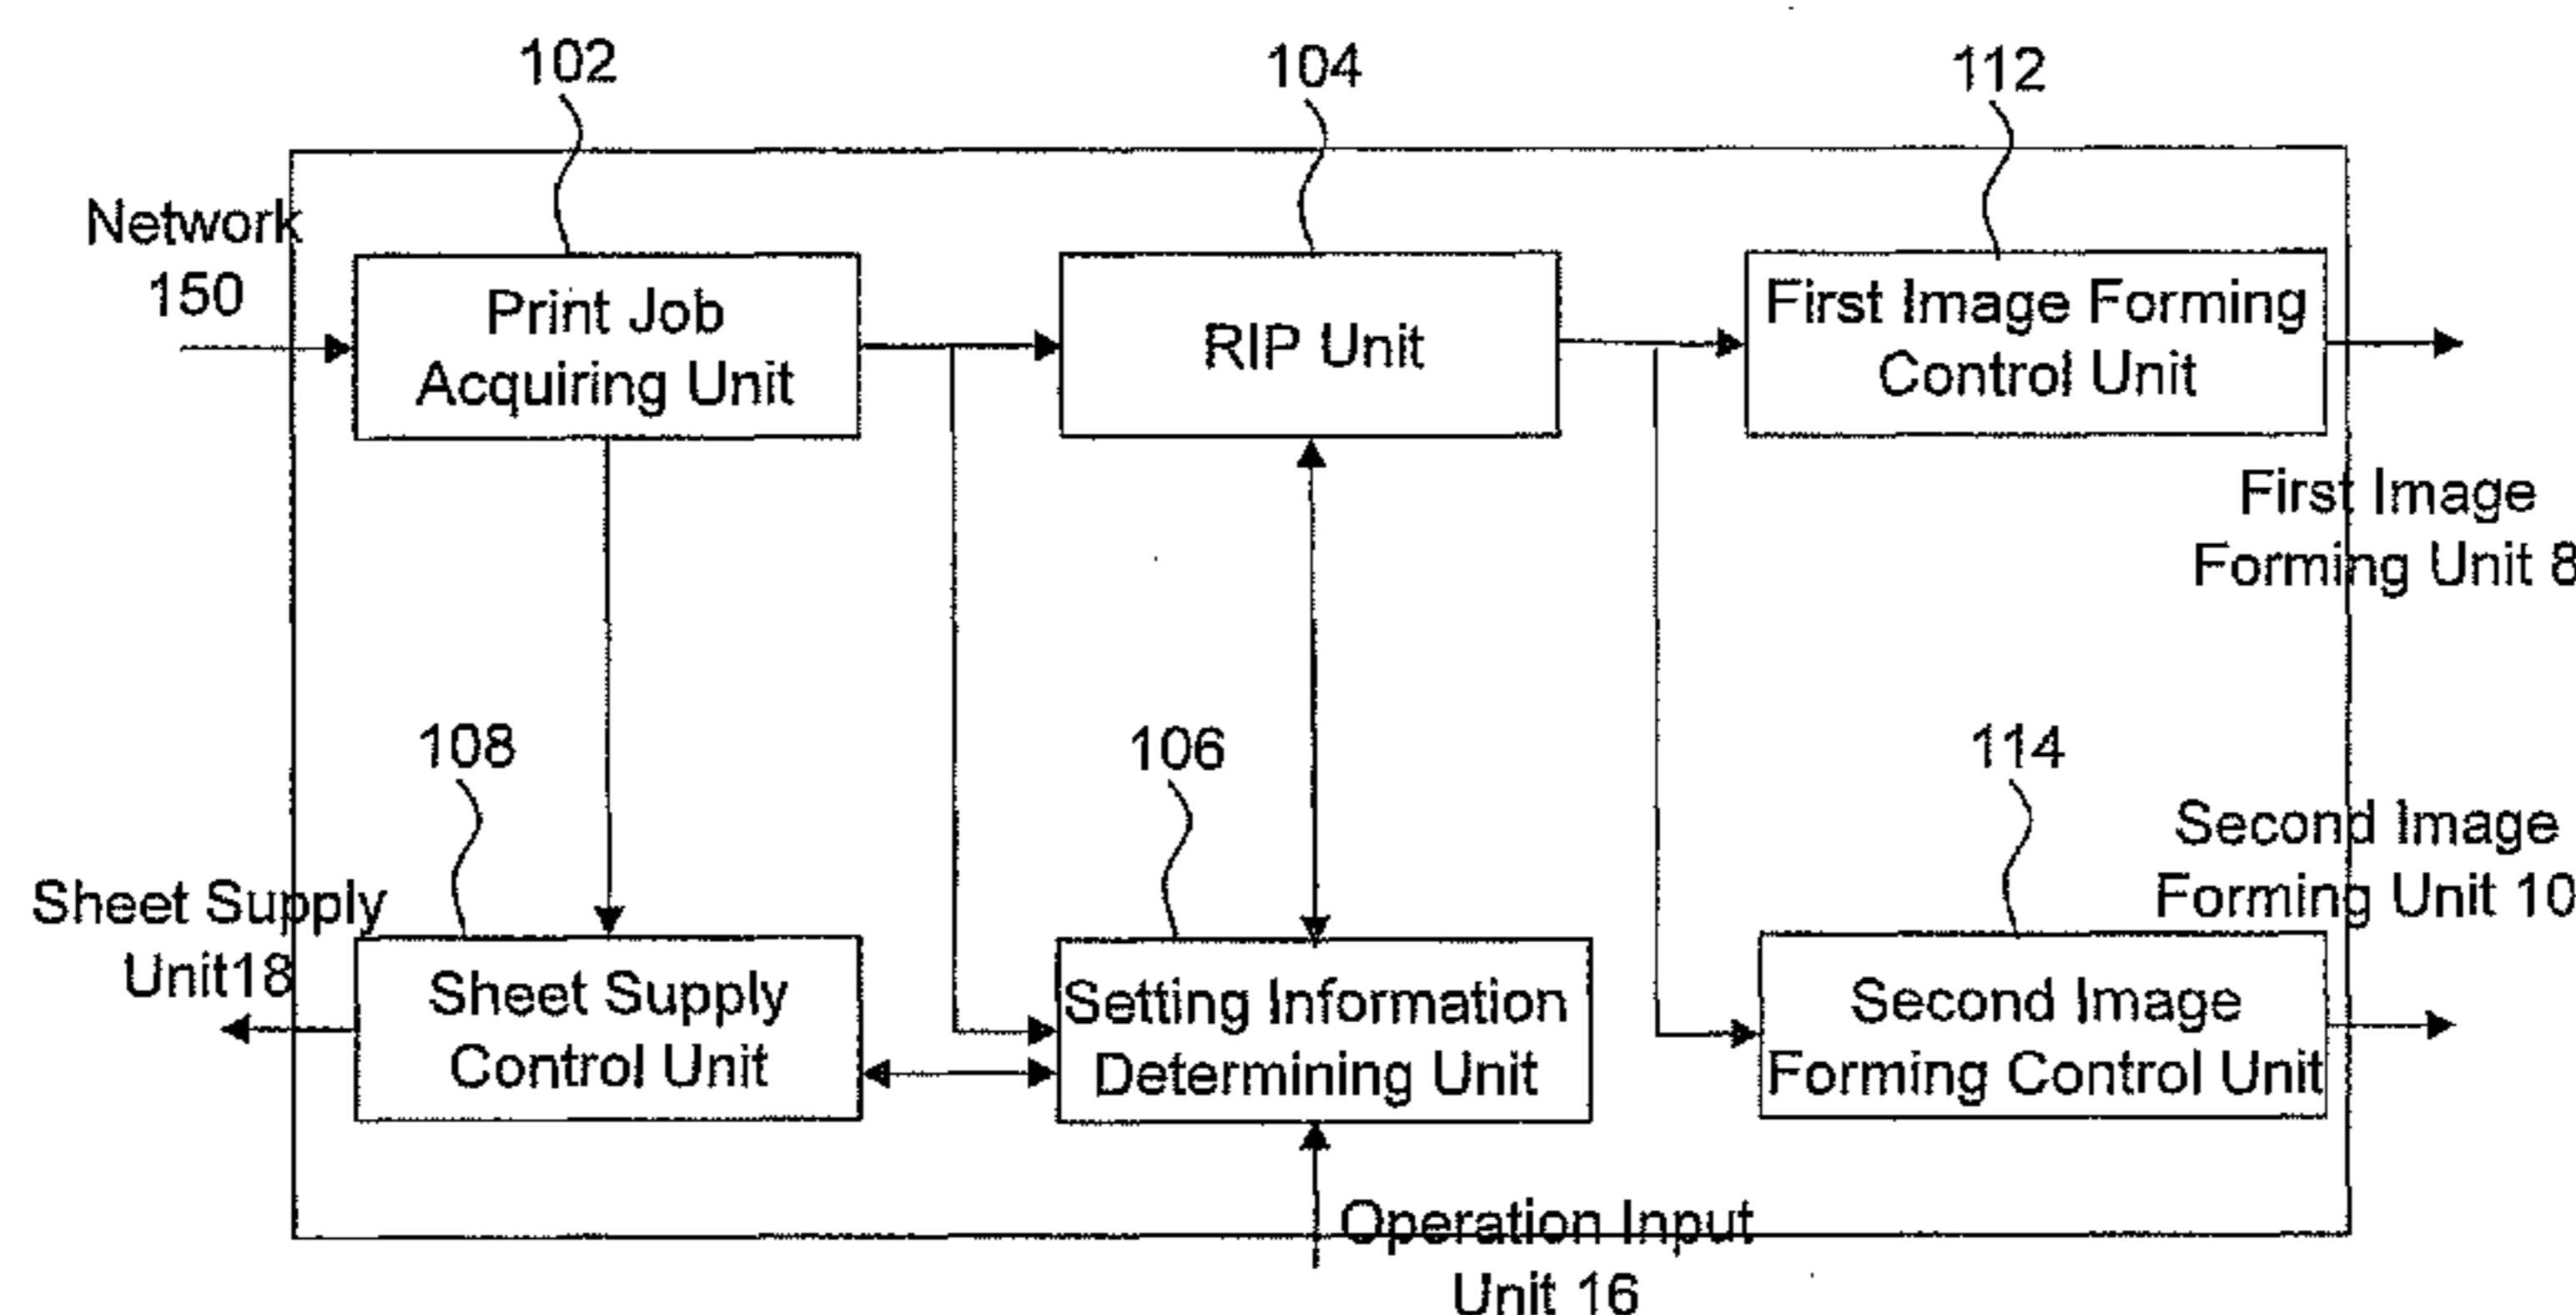 102
104
112
Network
150
Print Job
Acquiring Unit
RIP Unit
First Image Forming
Control Unit
First Image
Forming Unit 8
108
106
114
Second Image
Forming Unit 10
Sheet Supply
Unit18
Sheet Supply
Control Unit
Setting Information
Determining Unit
Second Image
Forming Control Unit
Operation Input
Unit 16